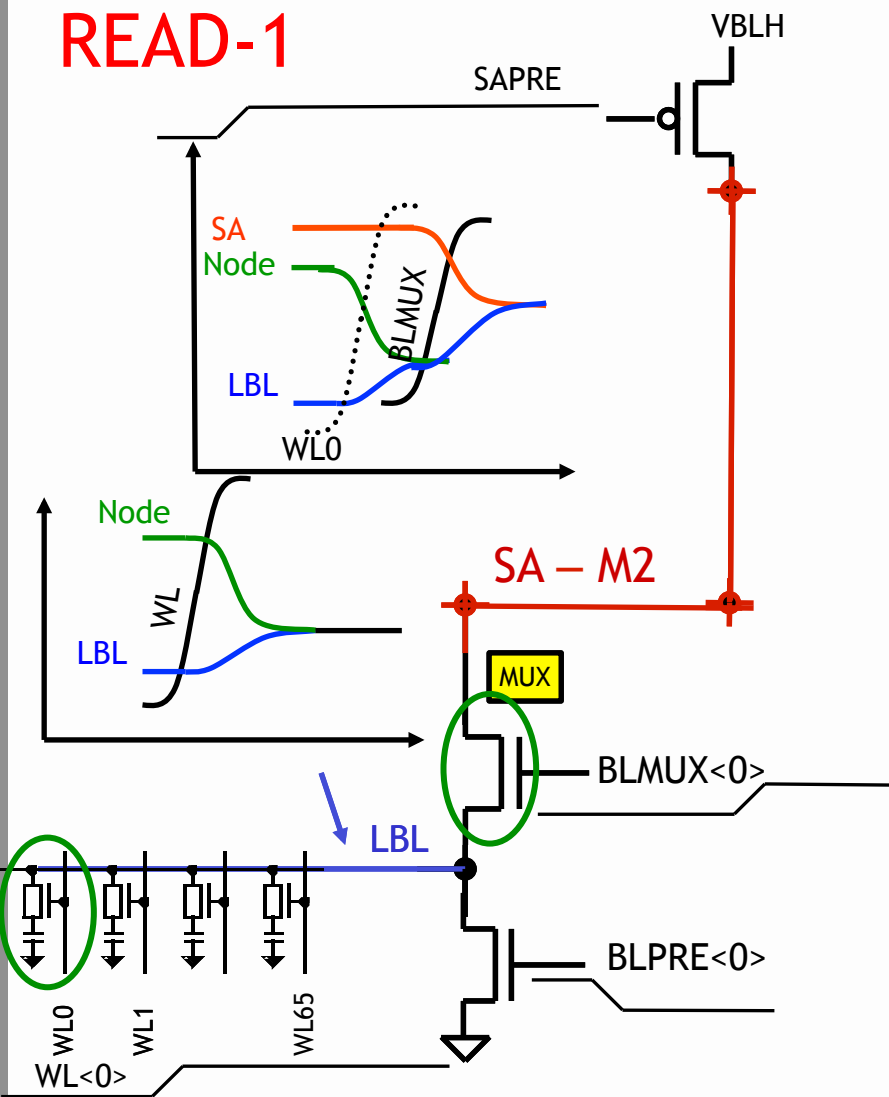 READ-1
VBLH
SAPRE
SA
Node
BLMUX
LBL
WL0
Node
WL
LBL
SA – M2
MUX
BLMUX<0>
LBL
BLPRE<0>
WL0
WL1
WL65
WL<0>